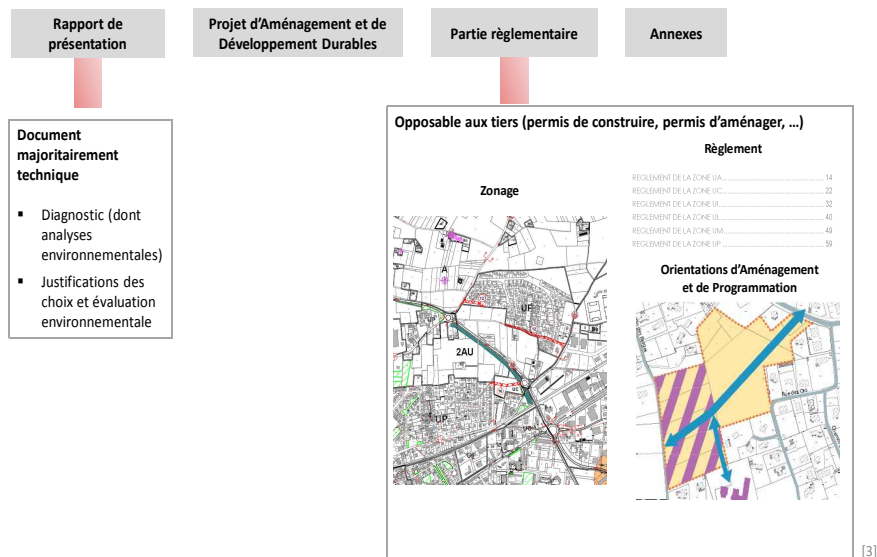 Rapport de
présentation
Projet d'Aménagement et de
Développement Durables
Partie règlementaire
Annexes
Document
majoritairement
technique
▪ Diagnostic (dont
analyses
environnementales)
▪ Justifications des
choix et évaluation
environnementale
Opposable aux tiers (permis de construire, permis d'aménager, …)
Zonage
A
UF
UP
2AU
UC
UP
Règlement
REGLEMENT DE LA ZONE UA 14
REGLEMENT DE LA ZONE UC 22
REGLEMENT DE LA ZONE UI 32
REGLEMENT DE LA ZONE UL 40
REGLEMENT DE LA ZONE UM 49
REGLEMENT DE LA ZONE UP 59
Orientations d'Aménagement
et de Programmation
[3]